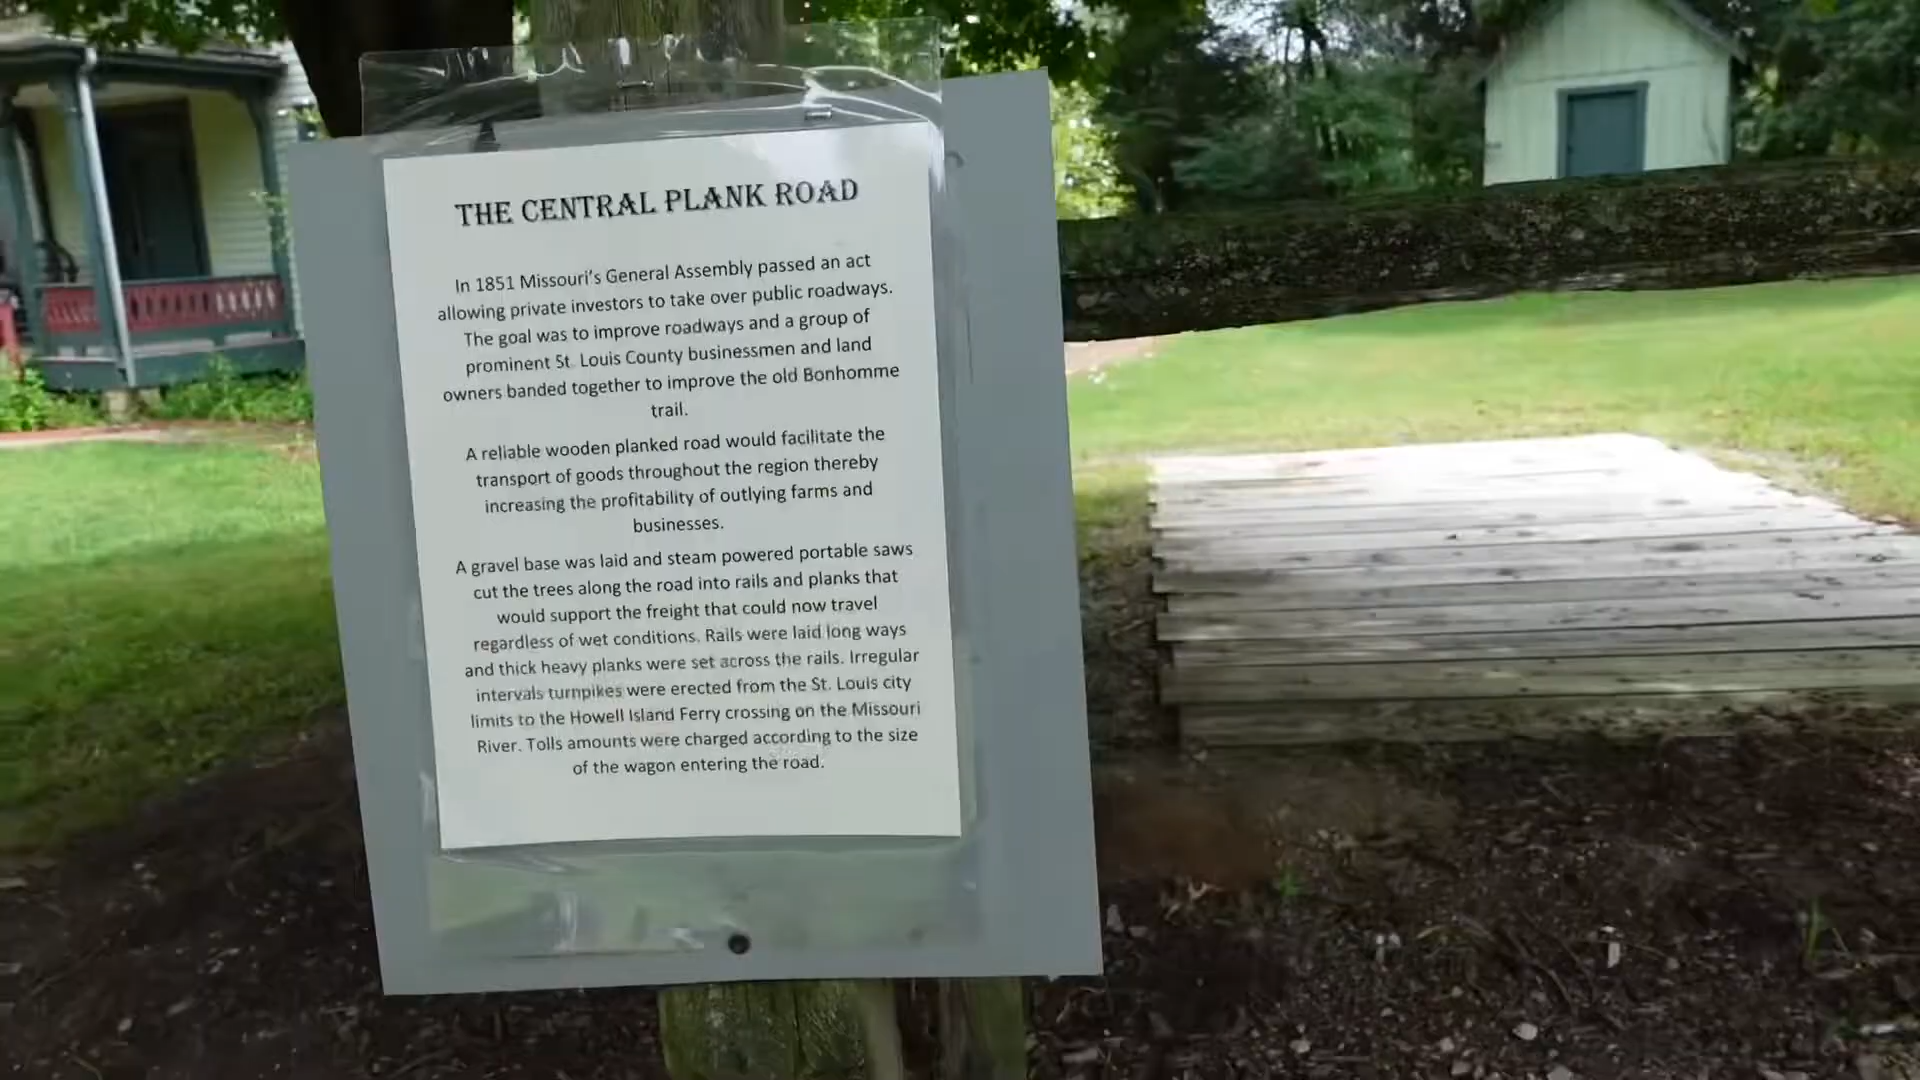 THE CENTRAL PLANK ROAD
In 1851 Missouri's General Assembly passed an act
allowing private investors to take over public roadways.
The goal was to improve roadways and a group of
prominent St. Louis County businessmen and land
owners banded together to improve the old Bonhomme
trail.
A reliable wooden planked road would facilitate the
transport of goods throughout the region thereby
increasing the profitability of outlying farms and
businesses.
A gravel base was laid and steam powered portable saws
cut the trees along the road into rails and planks that
would support the freight that could now travel
regardless of wet conditions. Rails were laid long ways
and thick heavy planks were set across the rails. Irregular
intervals turnpikes were erected from the St. Louis city
limits to the Howell Island Ferry crossing on the Missouri
River. Tolls amounts were charged according to the size
of the wagon entering the road.